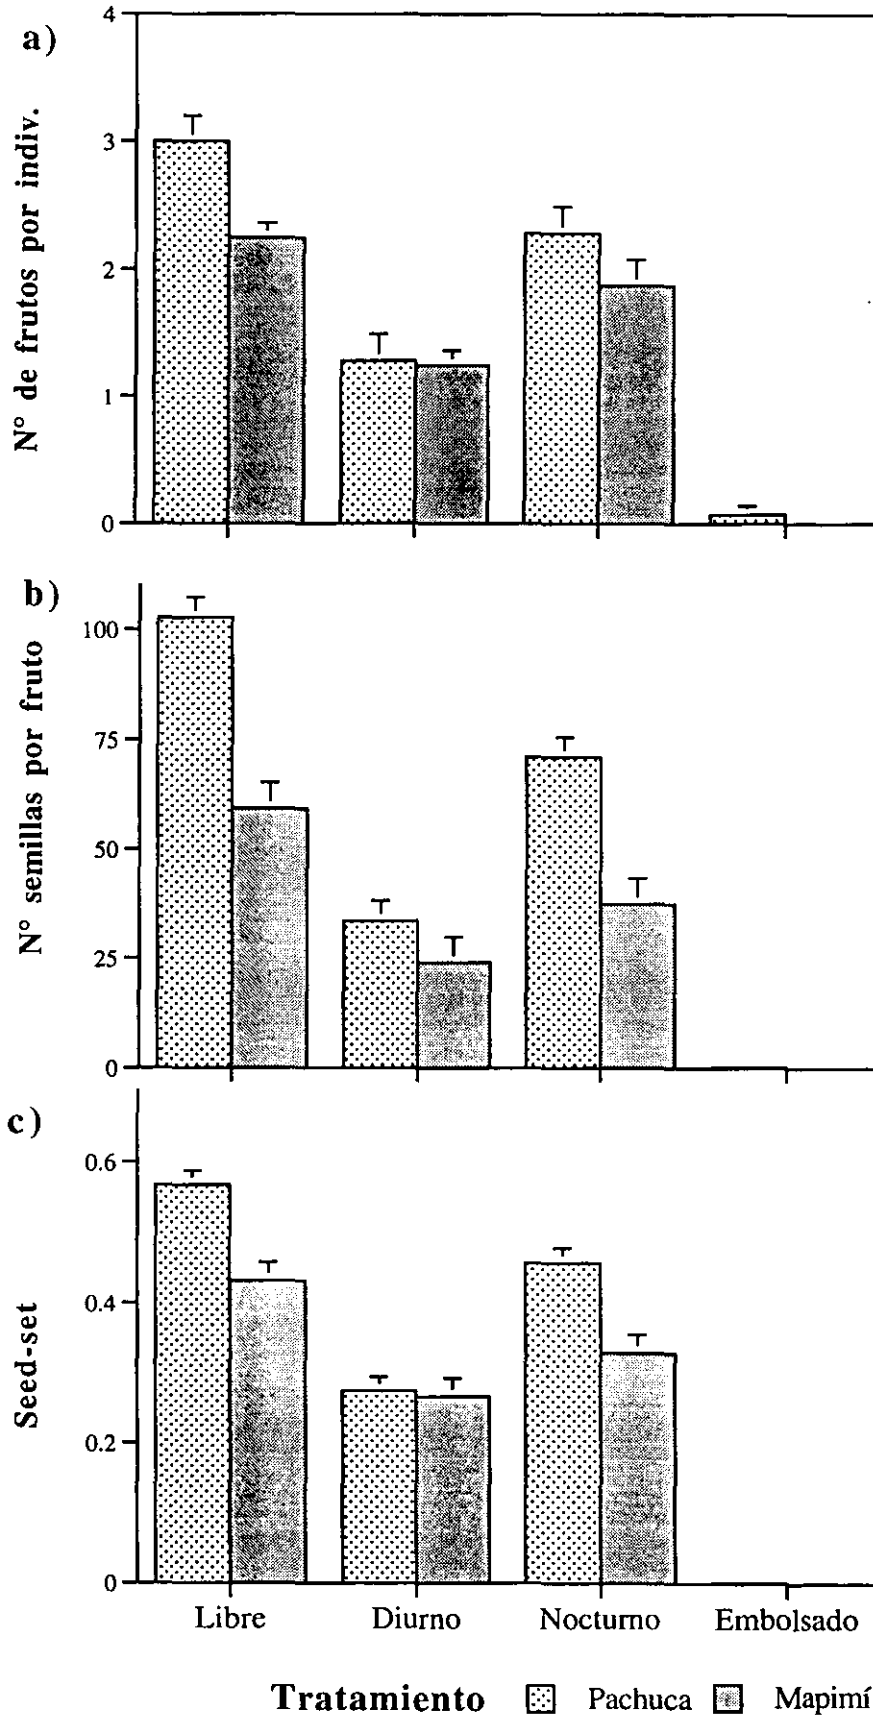 a)
N° de frutos por indiv.
4
3
2
1
0
b)
N° semillas por fruto
100
75
50
25
0
c)
Seed-set
0.6
0.4
0.2
0
Libre Diurno Nocturno Embolsado
Tratamiento Pachuca Mapimí